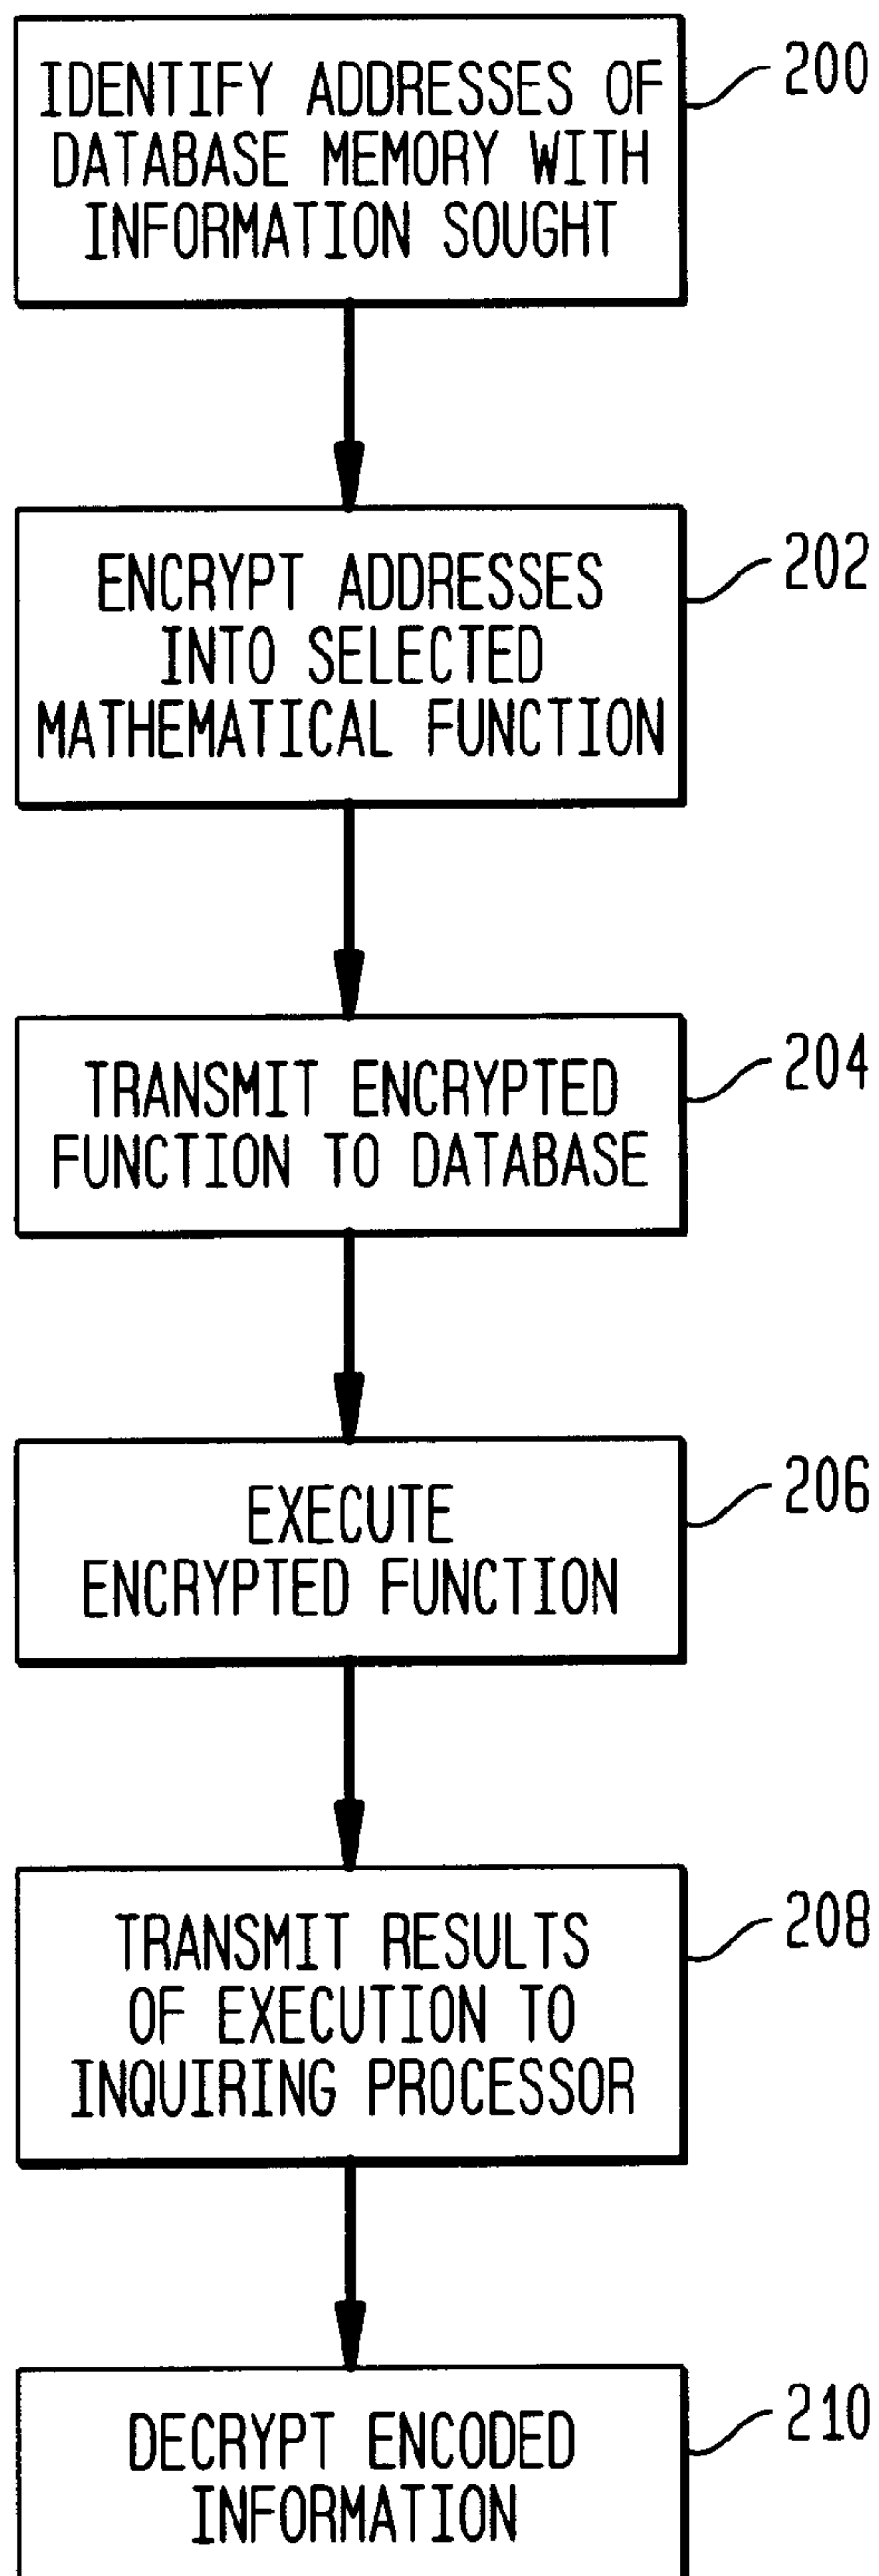 IDENTIFY ADDRESSES OF
DATABASE MEMORY WITH
INFORMATION SOUGHT
200
ENCRYPT ADDRESSES
INTO SELECTED
MATHEMATICAL FUNCTION
202
TRANSMIT ENCRYPTED
FUNCTION TO DATABASE
204
EXECUTE
ENCRYPTED FUNCTION
206
TRANSMIT RESULTS
OF EXECUTION TO
INQUIRING PROCESSOR
208
DECRYPT ENCODED
INFORMATION
210